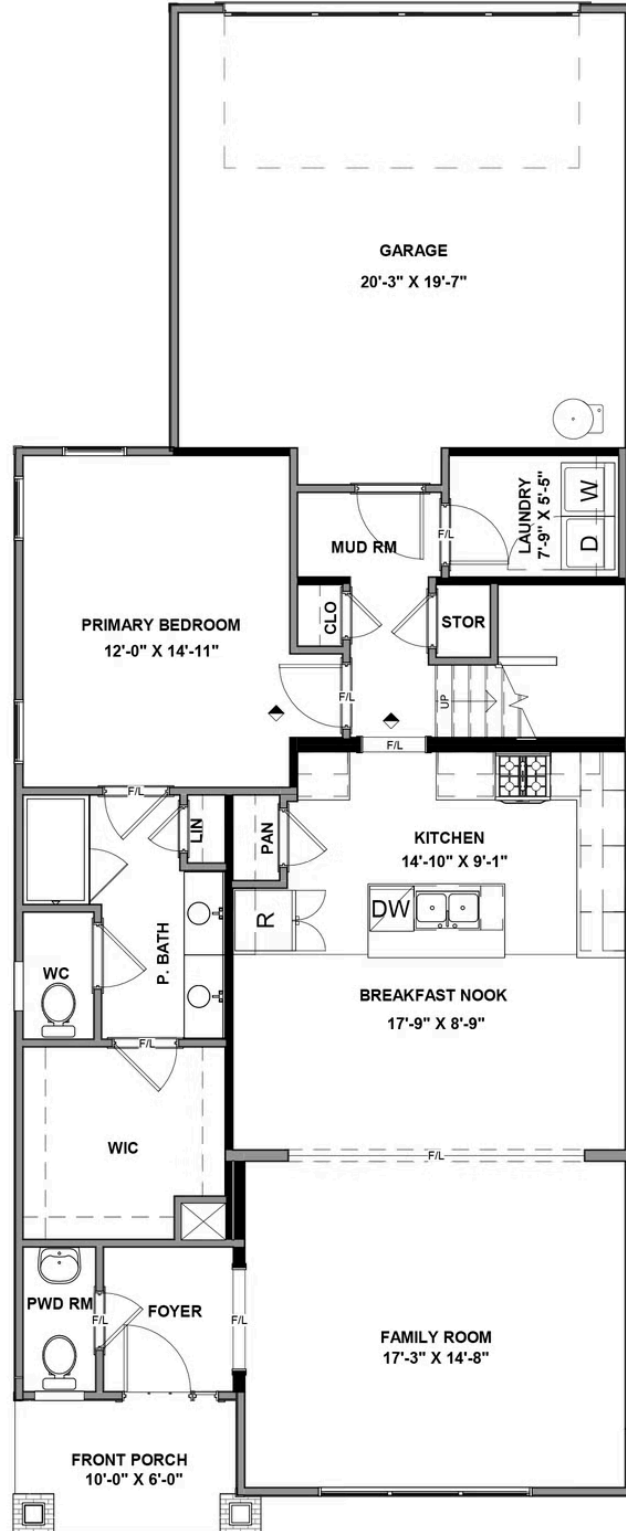 GARAGE
20'-3" X 19'-7"
LAUNDRY
7'-9" X 5'-5"
W
D
MUD RM
F/L
CLO
STOR
PRIMARY BEDROOM
12'-0" X 14'-11"
F/L
UP
F/L
F/L
LIN
PAN
KITCHEN
14'-10" X 9'-1"
R
DW
P. BATH
WC
BREAKFAST NOOK
17'-9" X 8'-9"
F/L
WIC
F/L
PWD RM
F/L
FOYER
F/L
FAMILY ROOM
17'-3" X 14'-8"
FRONT PORCH
10'-0" X 6'-0"